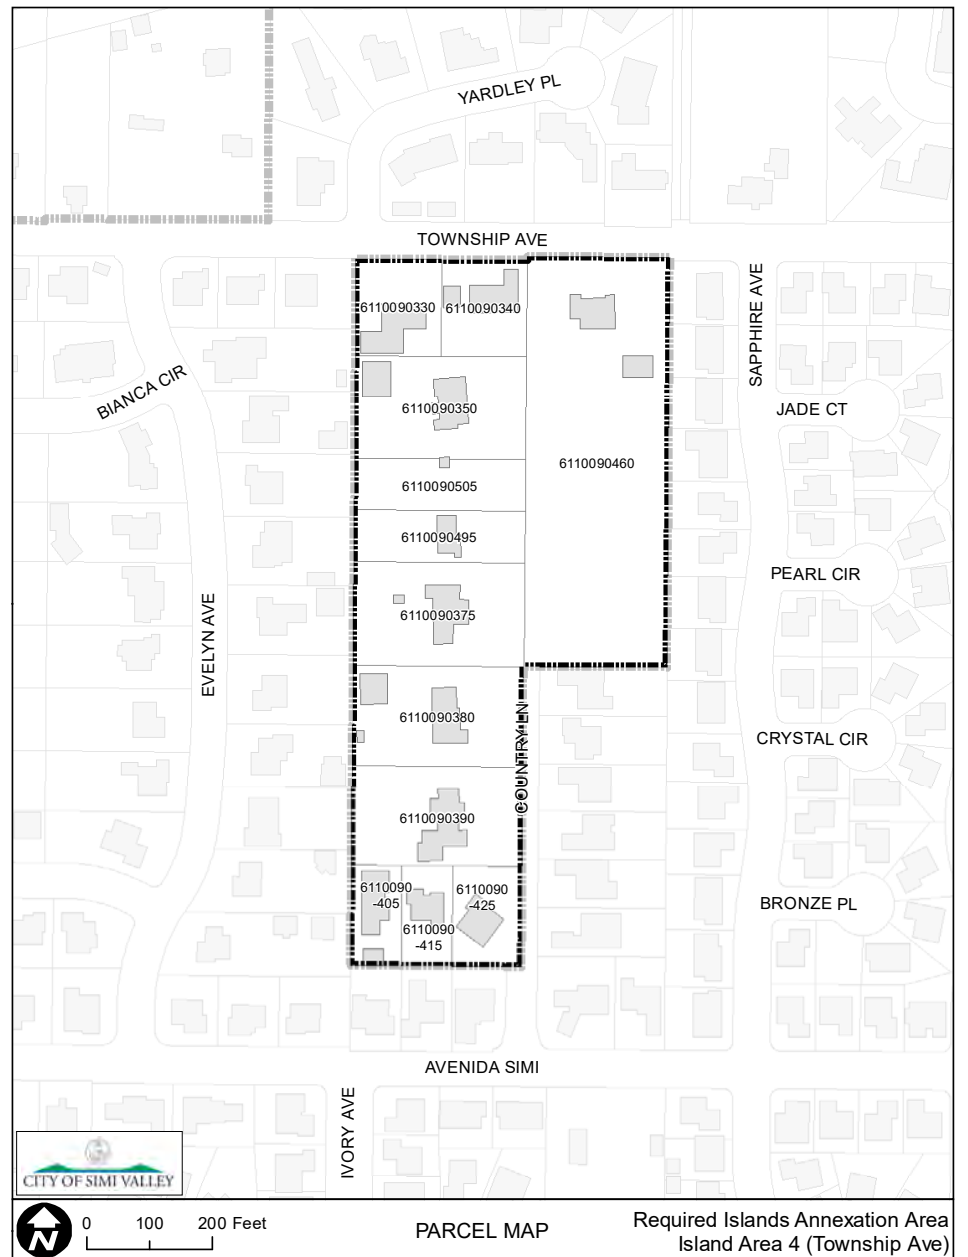 YARDLEY PL
TOWNSHIP AVE
6110090330
6110090340
SAPPHIRE AVE
BIANCA CIR
JADE CT
6110090350
6110090460
6110090505
6110090495
PEARL CIR
EVELYN AVE
6110090375
6110090380
COUNTRY LN
CRYSTAL CIR
6110090390
6110090
-405
6110090
-415
6110090
-425
BRONZE PL
AVENIDA SIMI
IVORY AVE
CITY OF SIMI VALLEY
N
0 100 200 Feet
PARCEL MAP
Required Islands Annexation Area
Island Area 4 (Township Ave)